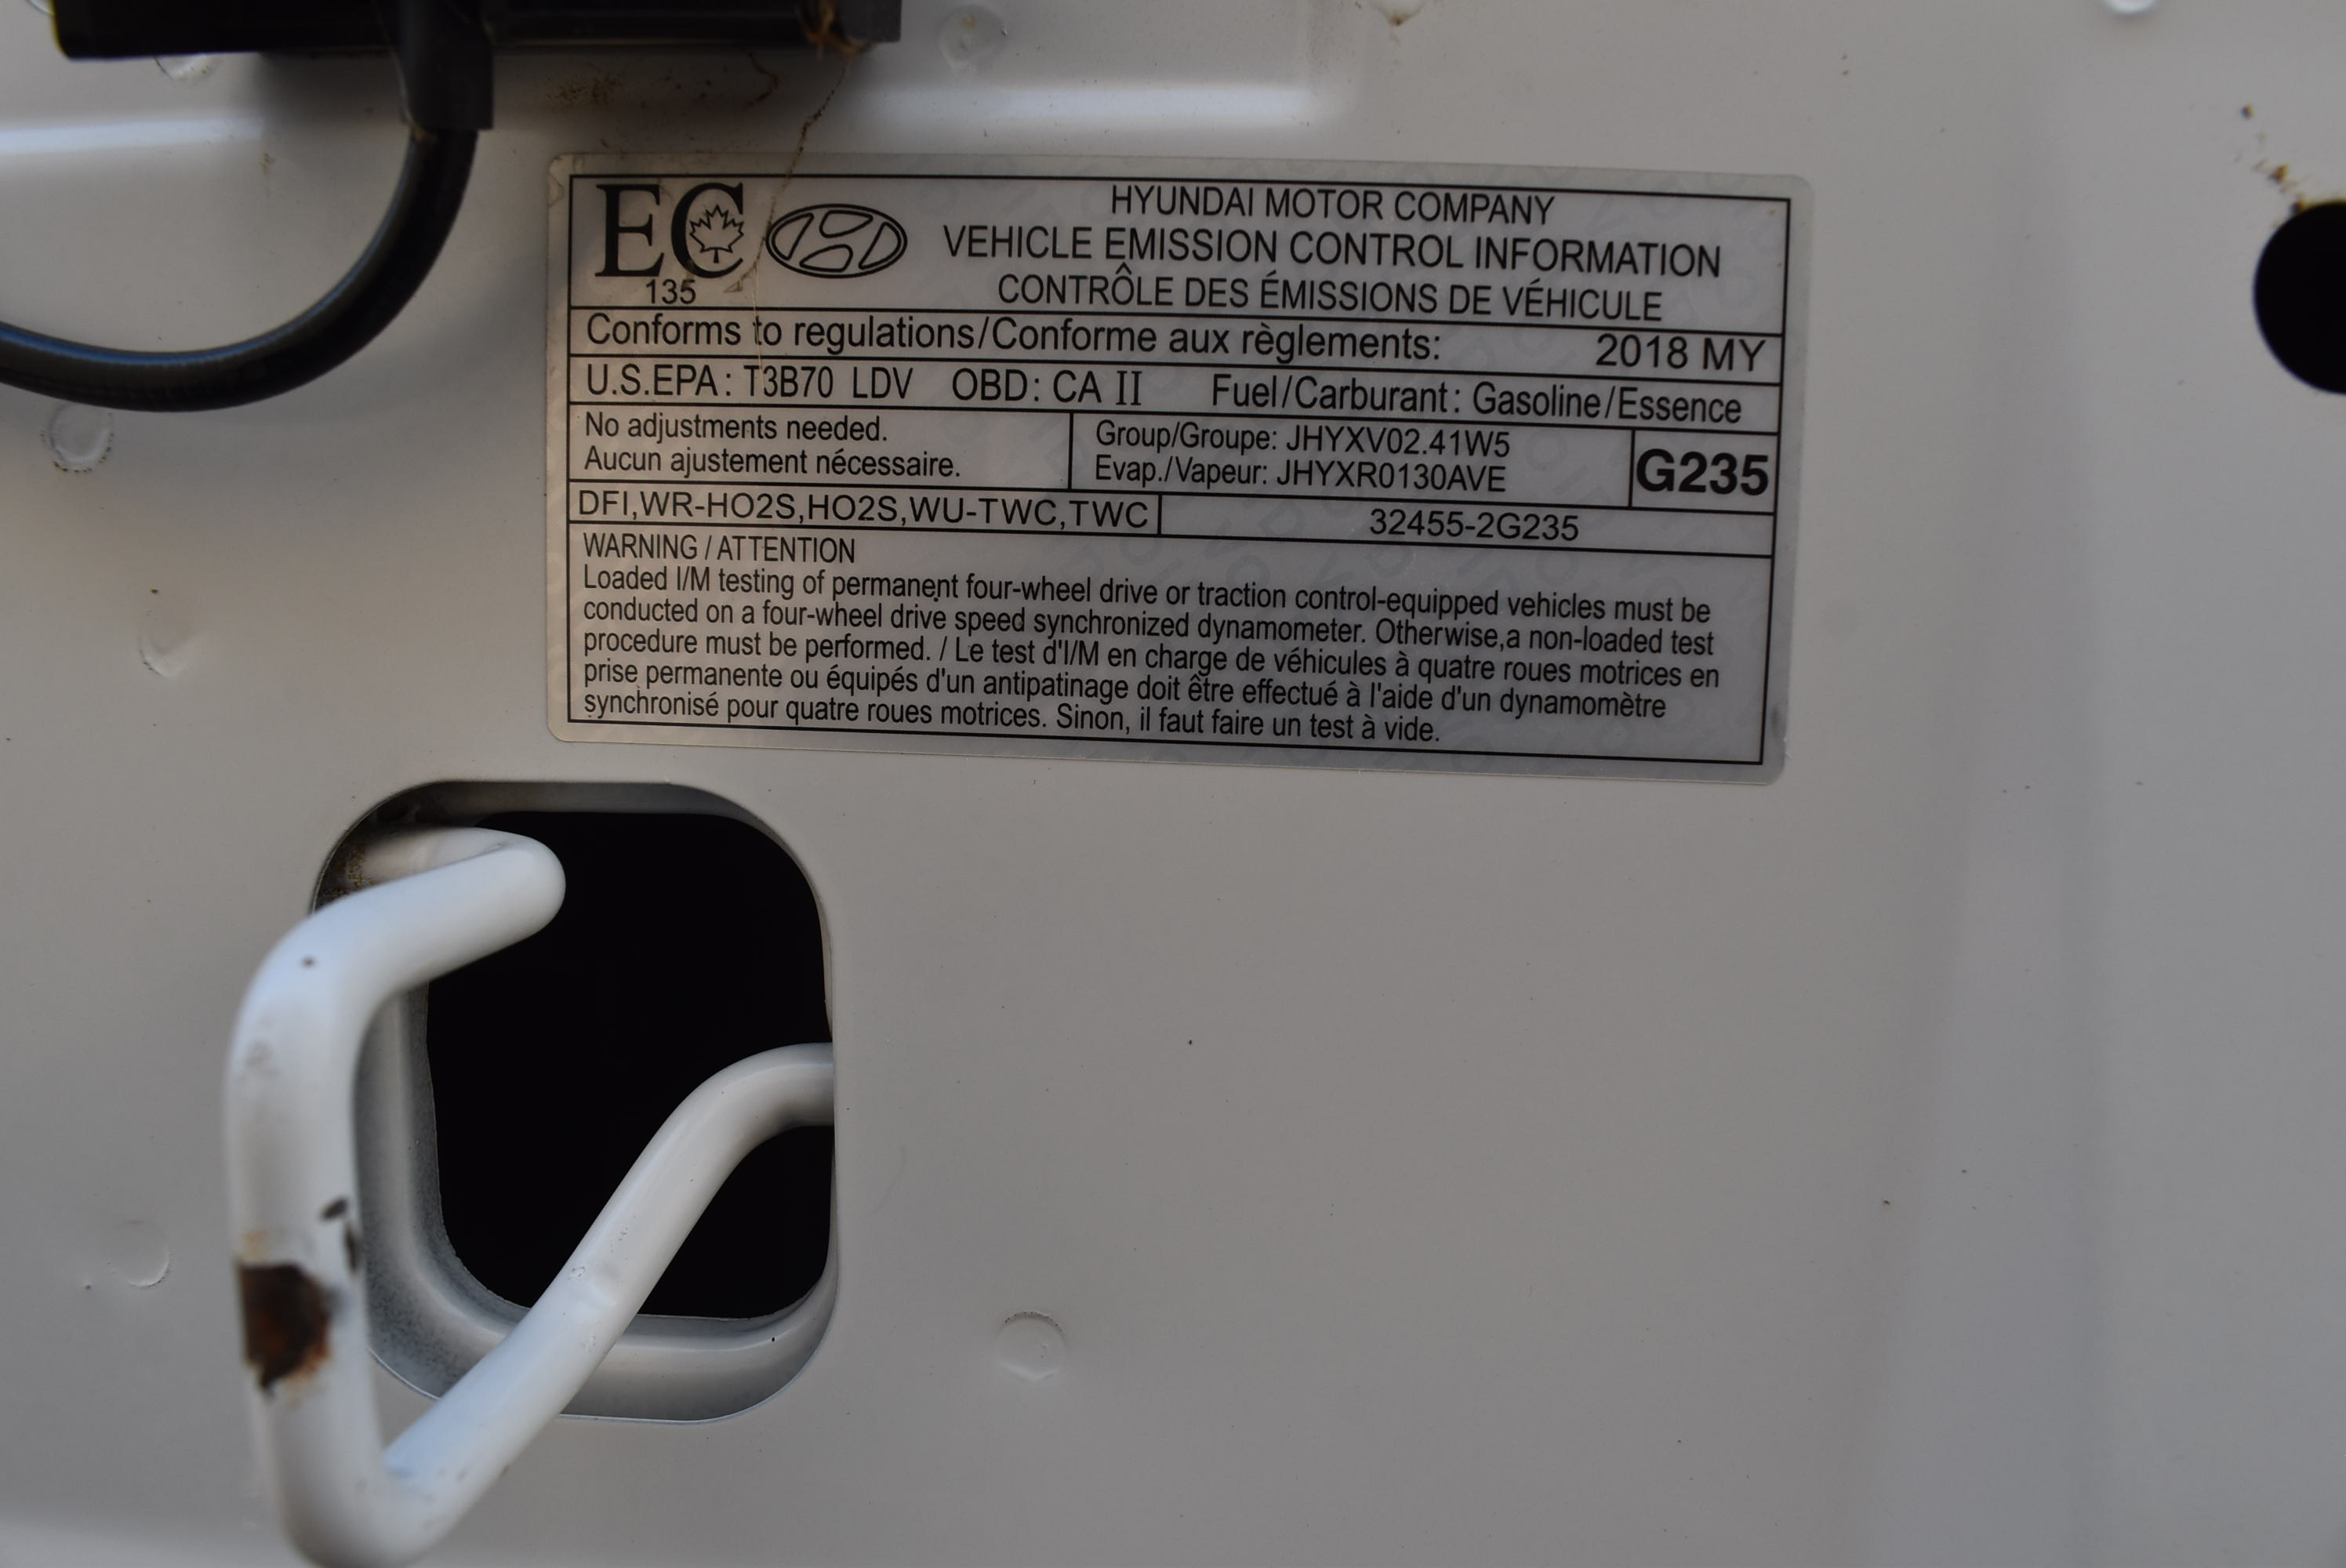 EC
135
HYUNDAI MOTOR COMPANY
VEHICLE EMISSION CONTROL INFORMATION
CONTRÔLE DES ÉMISSIONS DE VÉHICULE
Conforms to regulations/Conforme aux règlements: 2018 MY
U.S.EPA: T3B70 LDV OBD: CA II Fuel/Carburant: Gasoline/Essence
No adjustments needed.
Aucun ajustement nécessaire.
Group/Groupe: JHYXV02.41W5
Evap./Vapeur: JHYXR0130AVE
G235
DFI,WR-HO2S,HO2S,WU-TWC,TWC
32455-2G235
WARNING / ATTENTION
Loaded I/M testing of permanent four-wheel drive or traction control-equipped vehicles must be
conducted on a four-wheel drive speed synchronized dynamometer. Otherwise,a non-loaded test
procedure must be performed. / Le test d'I/M en charge de véhicules à quatre roues motrices en
prise permanente ou équipés d'un antipatinage doit être effectué à l'aide d'un dynamomètre
synchronisé pour quatre roues motrices. Sinon, il faut faire un test à vide.